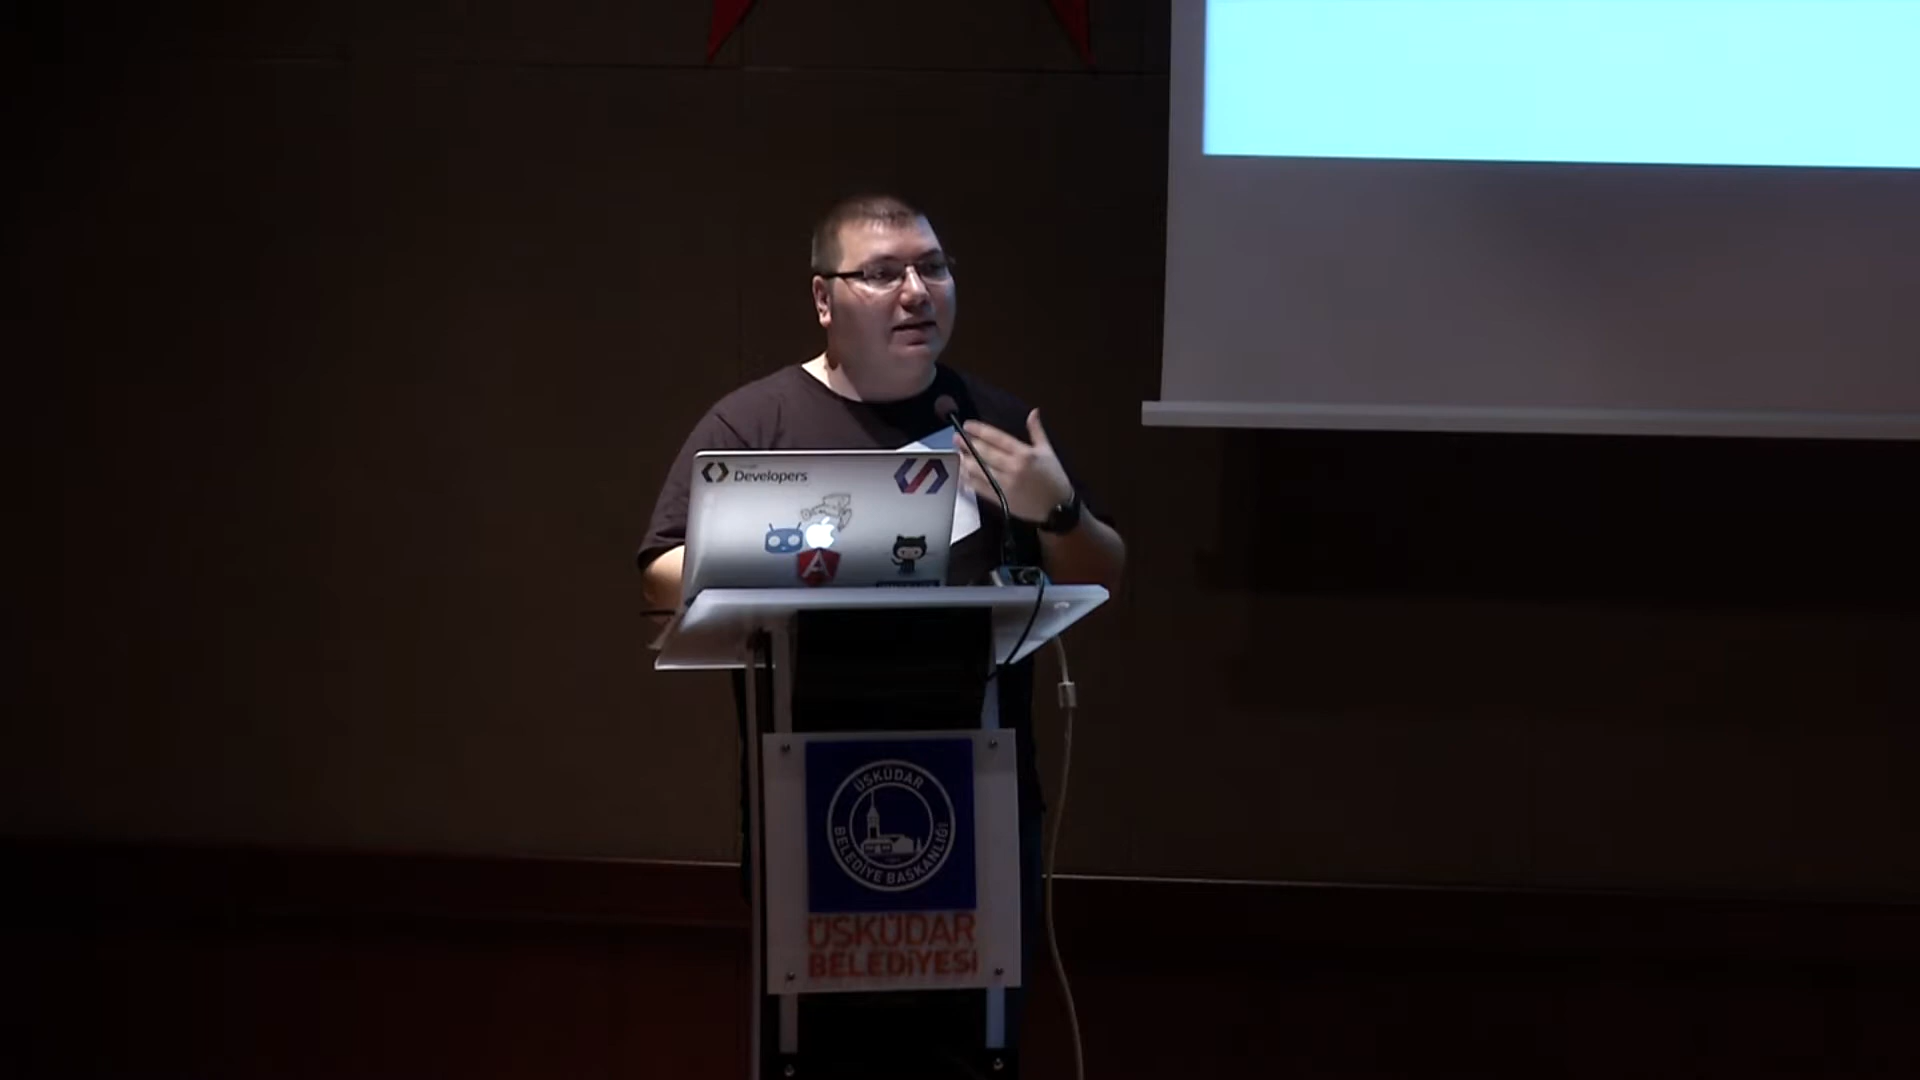 Developers
ÜSKÜDAR
BELEDİYE BAŞKANLIĞI
ÜSKÜDAR
BELEDİYESİ